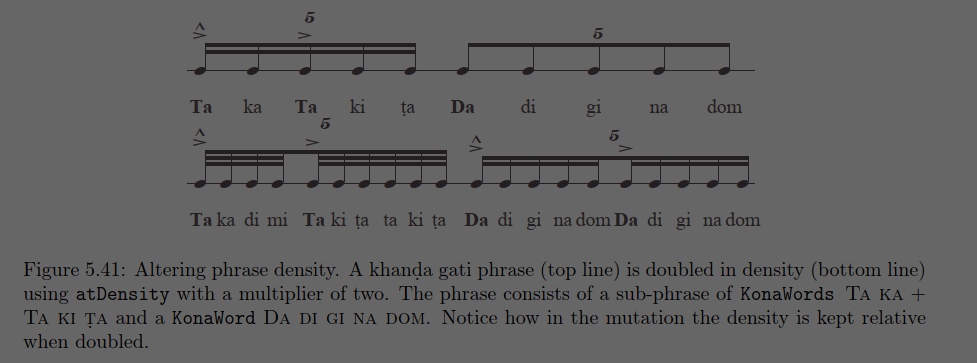 5
5
Ta ka Ta ki ṭa Da di gi na dom
5
5
Ta ka di mi Ta ki ṭa ta ki ṭa Da di gi na dom Da di gi na dom
Figure 5.41: Altering phrase density. A khaṇḍa gati phrase (top line) is doubled in density (bottom line)
using atDensity with a multiplier of two. The phrase consists of a sub-phrase of KonaWords Ta ka +
Ta ki ṭa and a KonaWord Da di gi na dom. Notice how in the mutation the density is kept relative
when doubled.